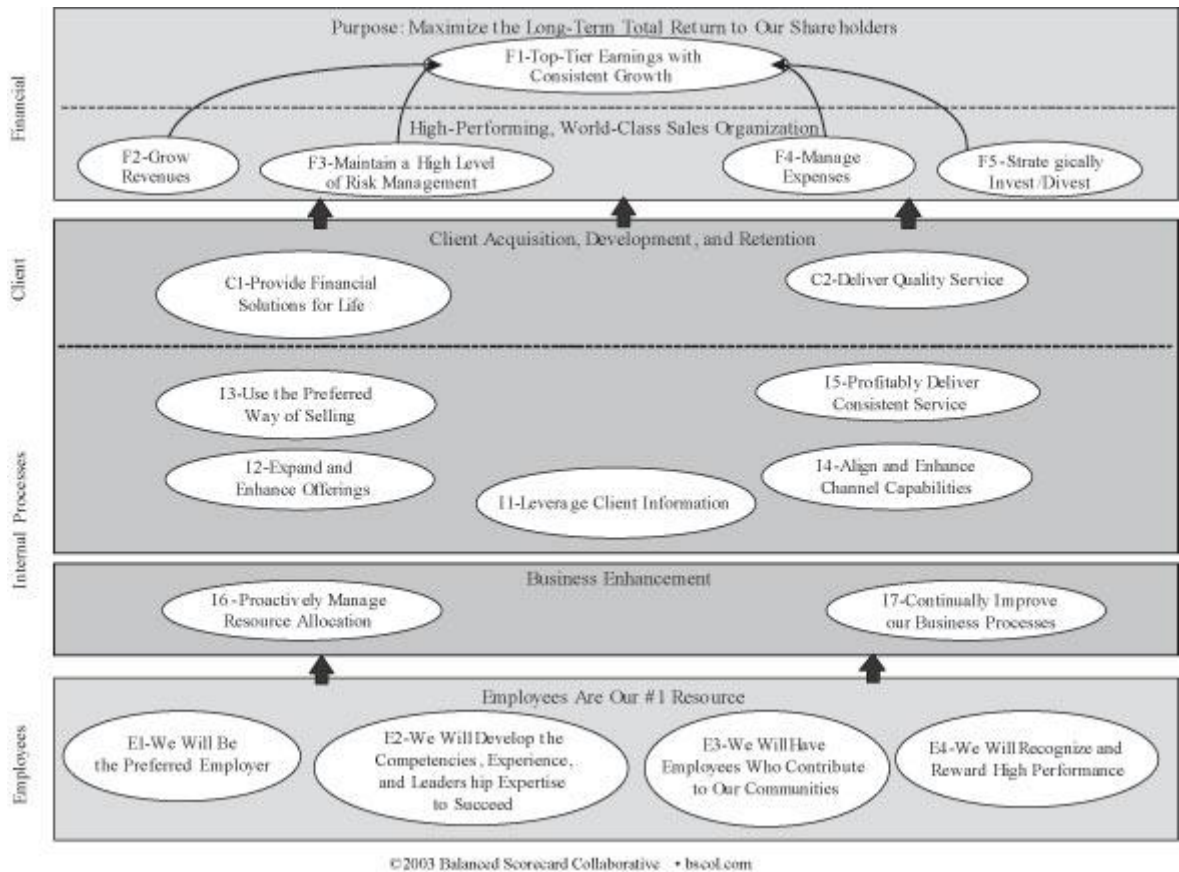 Purpose: Maximize the Long-Term Total Return to Our Shareholders
F1-Top-Tier Earnings with
Consistent Growth
Financial
High-Performing, World-Class Sales Organization
F2-Grow
Revenues
F3-Maintain a High Level
of Risk Management
F4-Manage
Expenses
F5-Strategically
Invest/Divest
Client Acquisition, Development, and Retention
Client
C1-Provide Financial
Solutions for Life
C2-Deliver Quality Service
I3-Use the Preferred
Way of Selling
I5-Profitably Deliver
Consistent Service
Internal Processes
I2-Expand and
Enhance Offerings
I1-Leverage Client Information
I4-Align and Enhance
Channel Capabilities
Business Enhancement
I6-Proactively Manage
Resource Allocation
I7-Continually Improve
our Business Processes
Employees Are Our #1 Resource
Employees
E1-We Will Be
the Preferred Employer
E2-We Will Develop the
Competencies, Experience,
and Leadership Expertise
to Succeed
E3-We Will Have
Employees Who Contribute
to Our Communities
E4-We Will Recognize and
Reward High Performance
©2003 Balanced Scorecard Collaborative • bscol.com